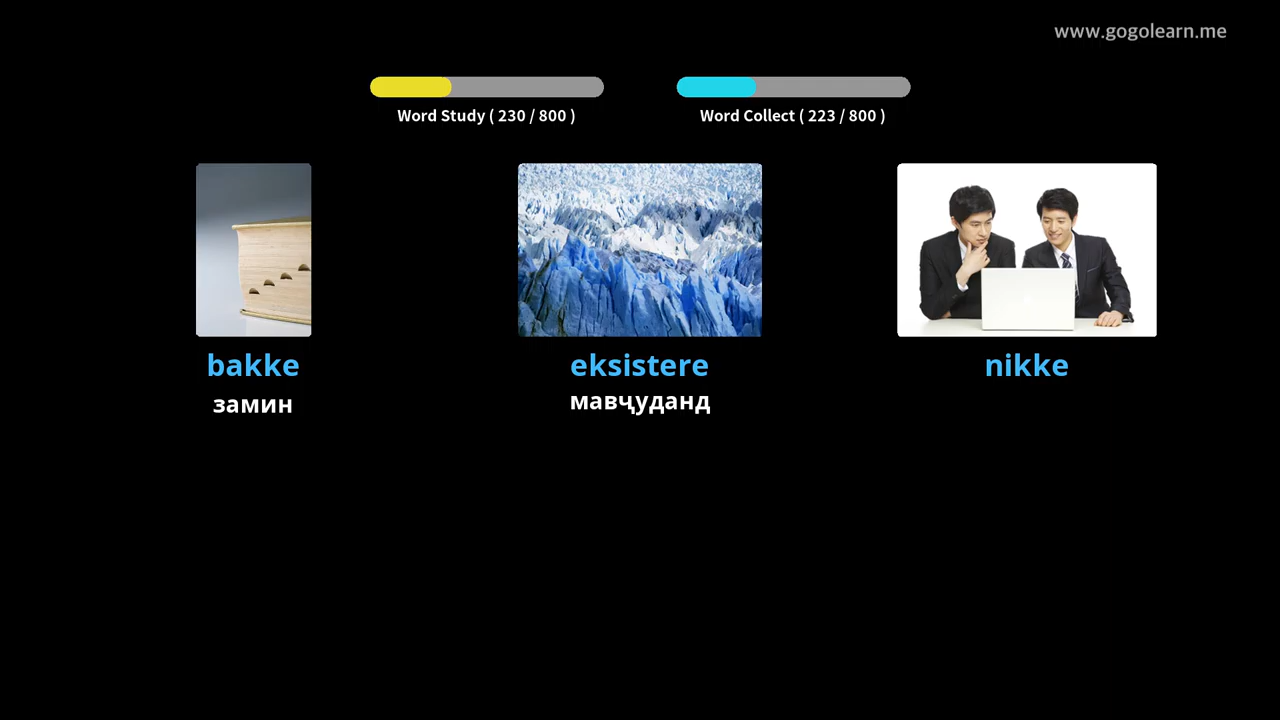 www.gogolearn.me
Word Study ( 230 / 800 )
Word Collect ( 223 / 800 )
bakke
замин
eksistere
мавҷуданд
nikke